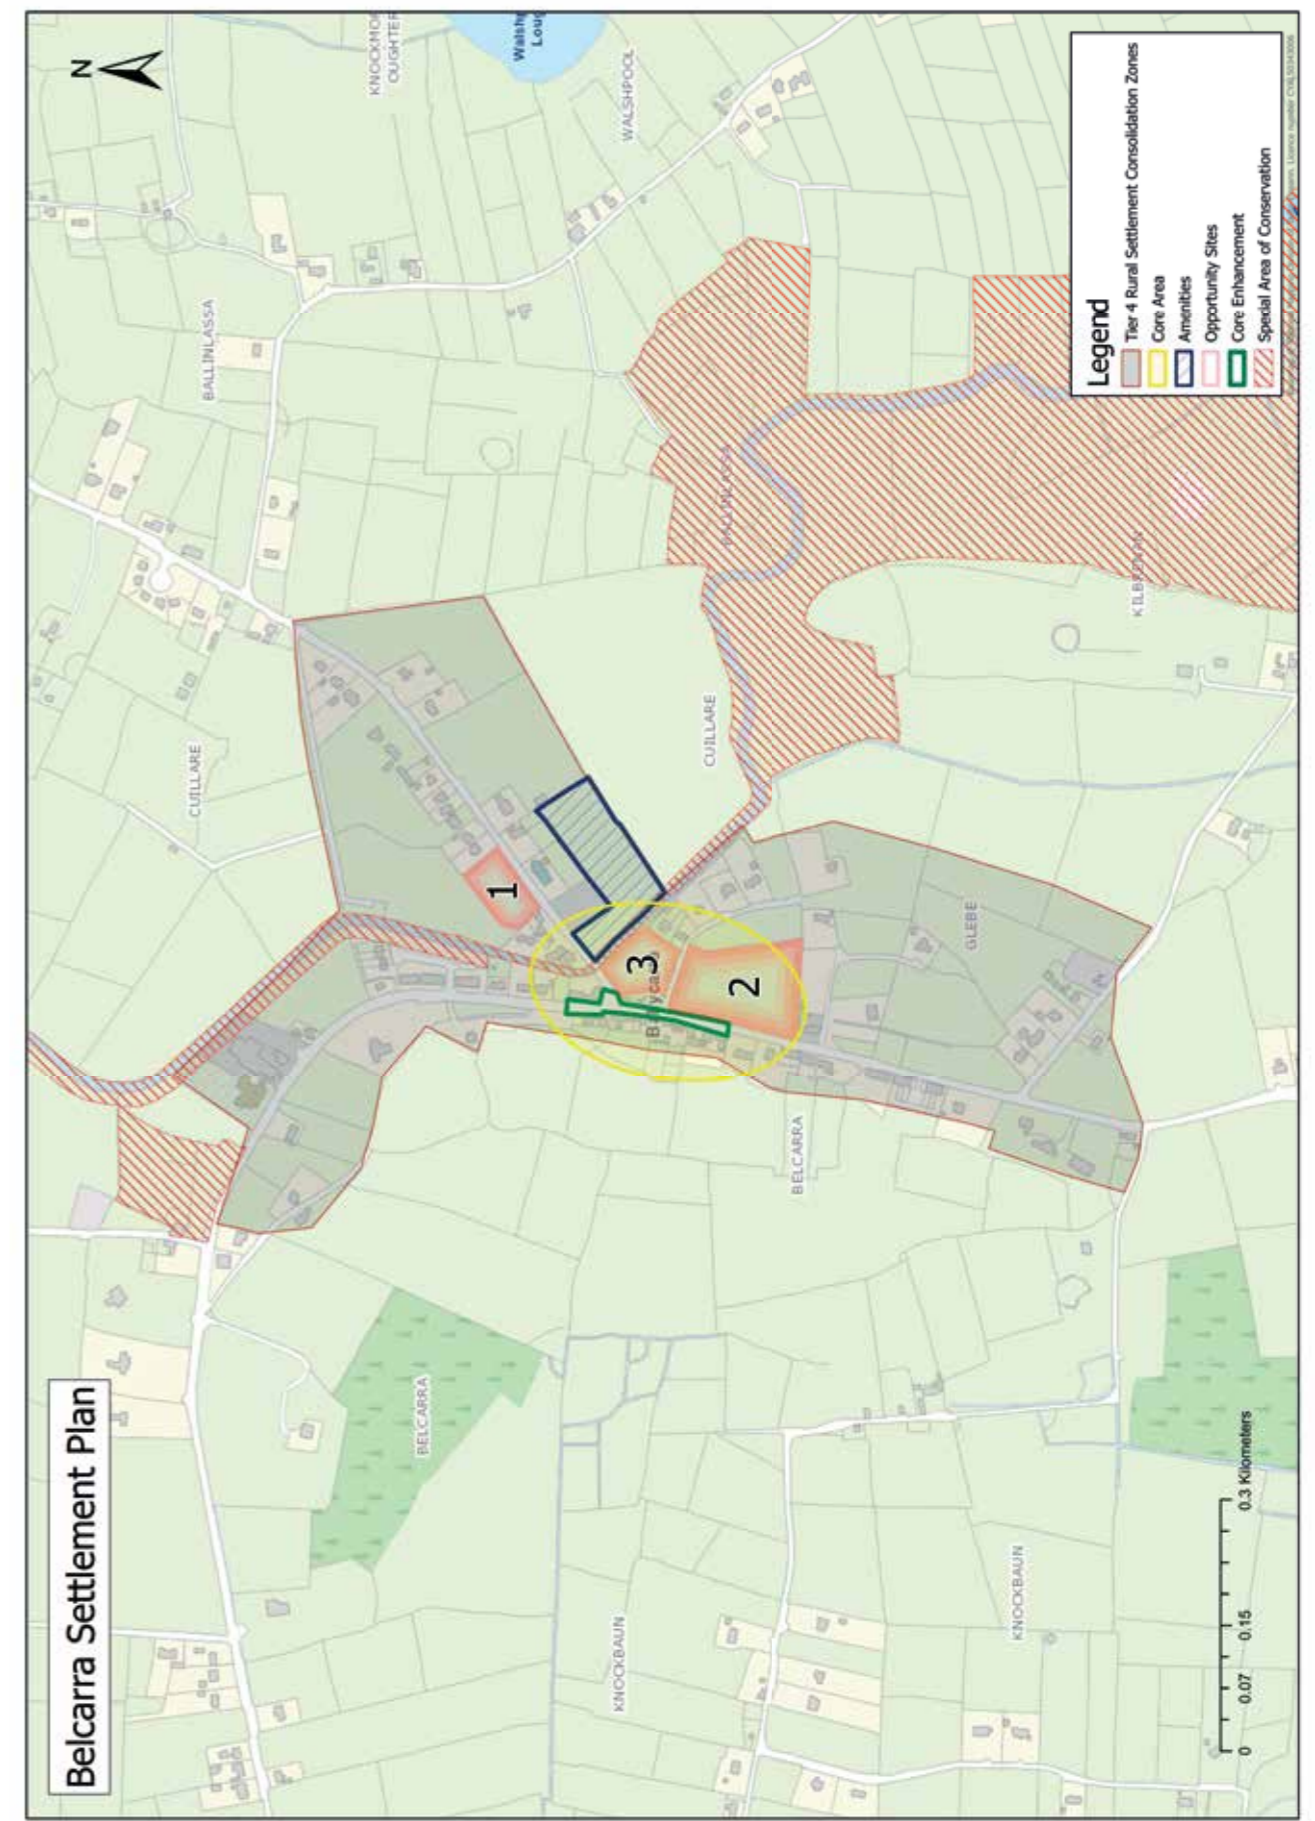 Belcarra Settlement Plan
N
KNOCKBAUN
KNOCKBAUN
BELCARRA
BELCARRA
CUILLARE
1
3
2
GLEBE
CUILLARE
BALLINLASSA
BALLINLASSA
KILBRENAN
OUGHTER
WALSHPOOL
Legend
Tier 4 Rural Settlement Consolidation Zones
Core Area
Amenities
Opportunity Sites
Core Enhancement
Special Area of Conservation
0 0.07 0.15 0.3 Kilometers